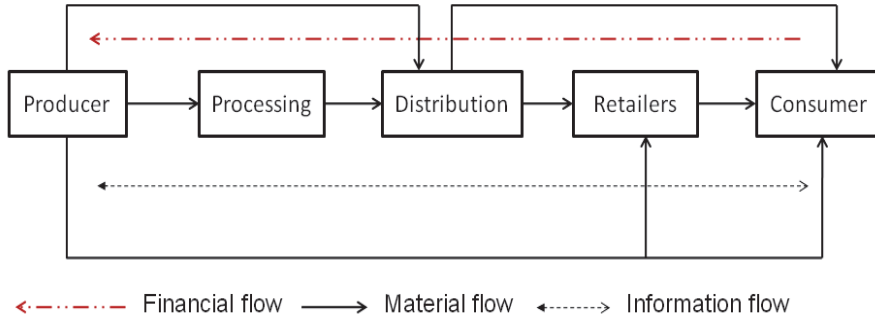 Producer Processing Distribution Retailers Consumer
Financial flow Material flow Information flow